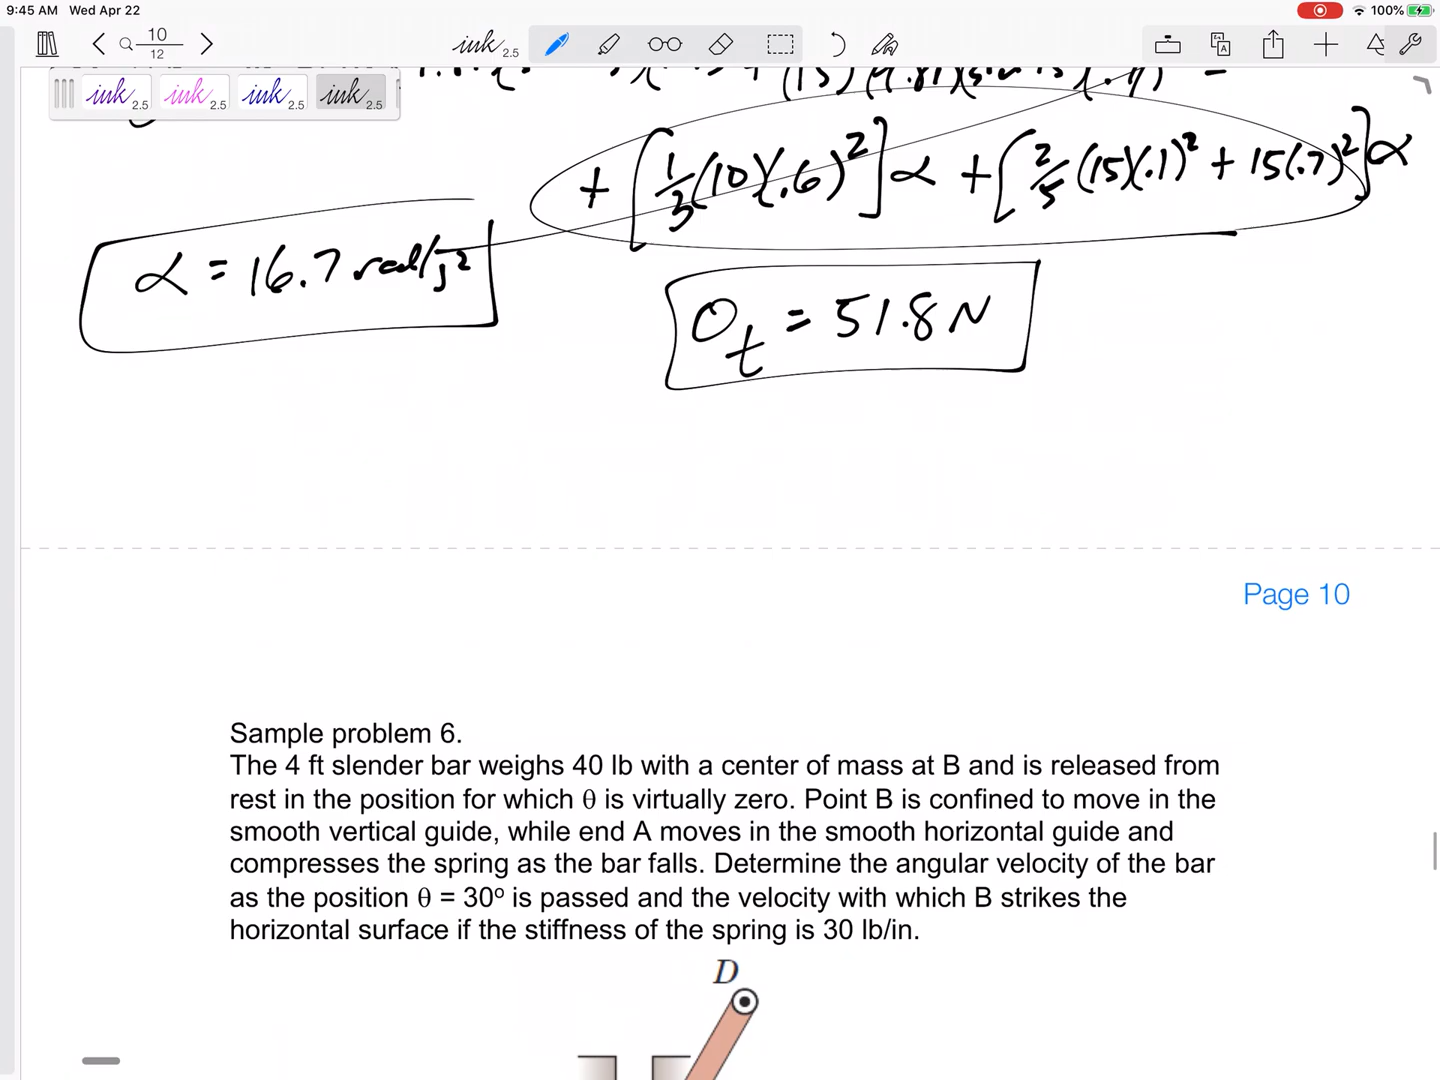 9:45 AM Wed Apr 22
100%
10
12
ink 2.5
ink 2.5 ink 2.5 ink 2.5 ink 2.5
+ [1/3(10)(.6)²]α + [2/5(15)(.1)² + 15(.7)²]α
α = 16.7 rad/s²
O_t = 51.8 N
Page 10
Sample problem 6.
The 4 ft slender bar weighs 40 lb with a center of mass at B and is released from
rest in the position for which θ is virtually zero. Point B is confined to move in the
smooth vertical guide, while end A moves in the smooth horizontal guide and
compresses the spring as the bar falls. Determine the angular velocity of the bar
as the position θ = 30º is passed and the velocity with which B strikes the
horizontal surface if the stiffness of the spring is 30 lb/in.
D